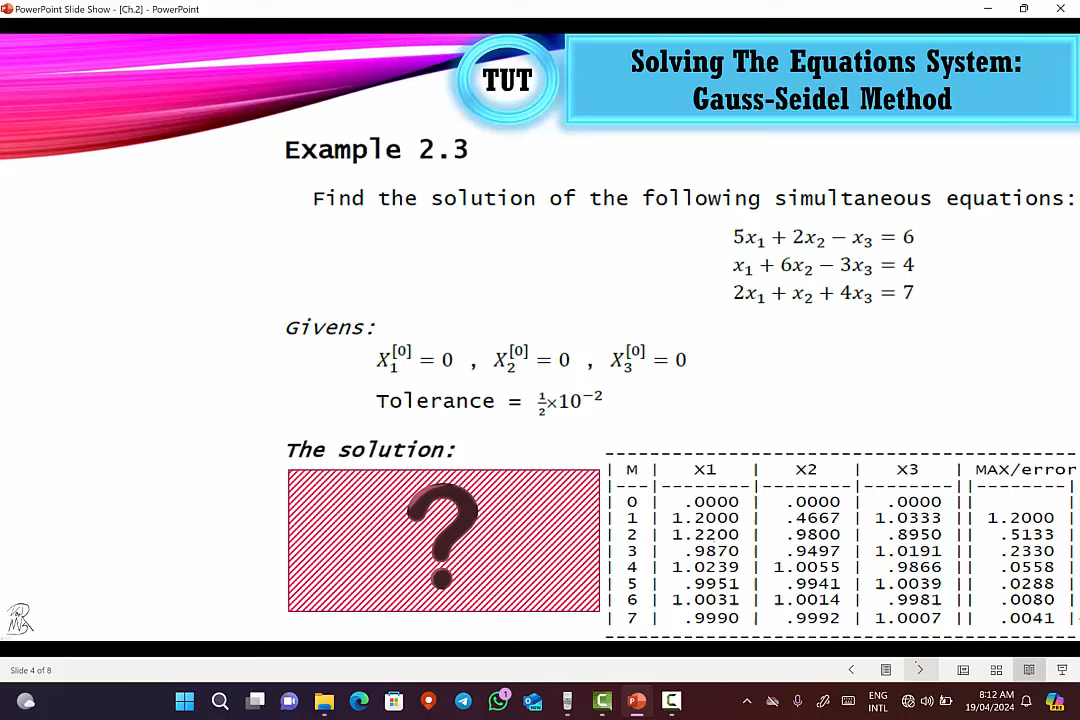 PowerPoint Slide Show - [Ch.2] - PowerPoint
TUT
Solving The Equations System:
Gauss-Seidel Method
Example 2.3
Find the solution of the following simultaneous equations:
5x₁ + 2x₂ − x₃ = 6
x₁ + 6x₂ − 3x₃ = 4
2x₁ + x₂ + 4x₃ = 7
Givens:
X₁^[0] = 0 , X₂^[0] = 0 , X₃^[0] = 0
Tolerance = ½×10⁻²
The solution:
?
| M | X1 | X2 | X3 | MAX/error
| 0 | .0000 | .0000 | .0000 || |
| 1 | 1.2000 | .4667 | 1.0333 || 1.2000 |
| 2 | 1.2200 | .9800 | .8950 || .5133 |
| 3 | .9870 | .9497 | 1.0191 || .2330 |
| 4 | 1.0239 | 1.0055 | .9866 || .0558 |
| 5 | .9951 | .9941 | 1.0039 || .0288 |
| 6 | 1.0031 | 1.0014 | .9981 || .0080 |
| 7 | .9990 | .9992 | 1.0007 || .0041 |
Slide 4 of 8
1
ENG
INTL
8:12 AM
19/04/2024